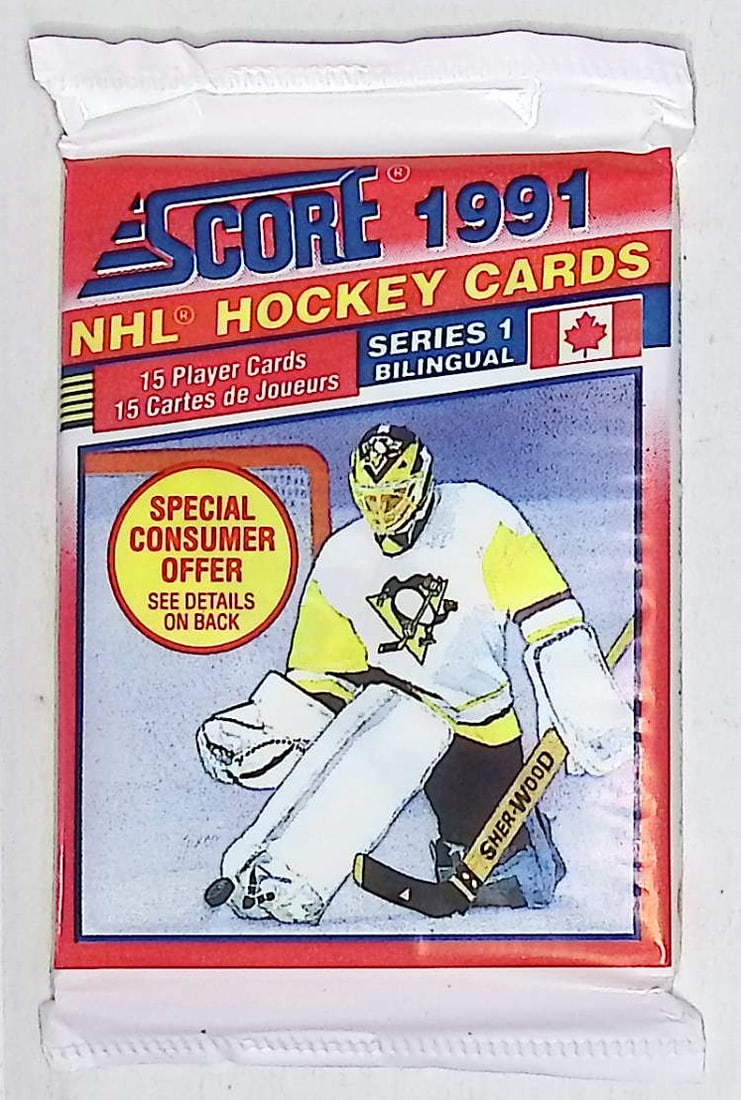 SCORE® 1991
NHL® HOCKEY CARDS
15 Player Cards
15 Cartes de Joueurs
SERIES 1
BILINGUAL
SPECIAL
CONSUMER
OFFER
SEE DETAILS
ON BACK
SHER-WOOD